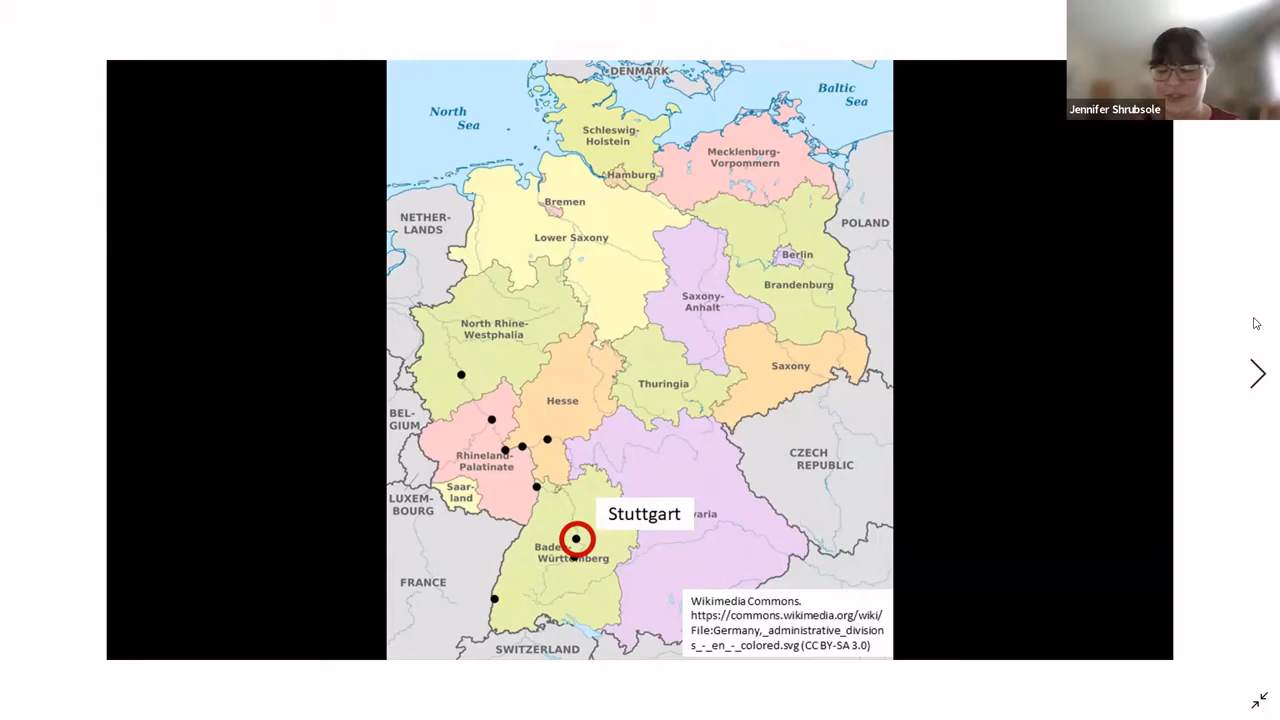 DENMARK
North
Sea
Baltic
Sea
Jennifer Shrubsole
Schleswig-
Holstein
Mecklenburg-
Vorpommern
Hamburg
Bremen
NETHER-
LANDS
POLAND
Lower Saxony
Berlin
Brandenburg
Saxony-
Anhalt
North Rhine-
Westphalia
Saxony
Thuringia
Hesse
BEL-
GIUM
CZECH
REPUBLIC
Rhineland-
Palatinate
Saar-
land
LUXEM-
BOURG
Stuttgart
varia
Bade
Württemberg
FRANCE
SWITZERLAND
Wikimedia Commons.
https://commons.wikimedia.org/wiki/
File:Germany,_administrative_division
s_-_en_-_colored.svg (CC BY-SA 3.0)